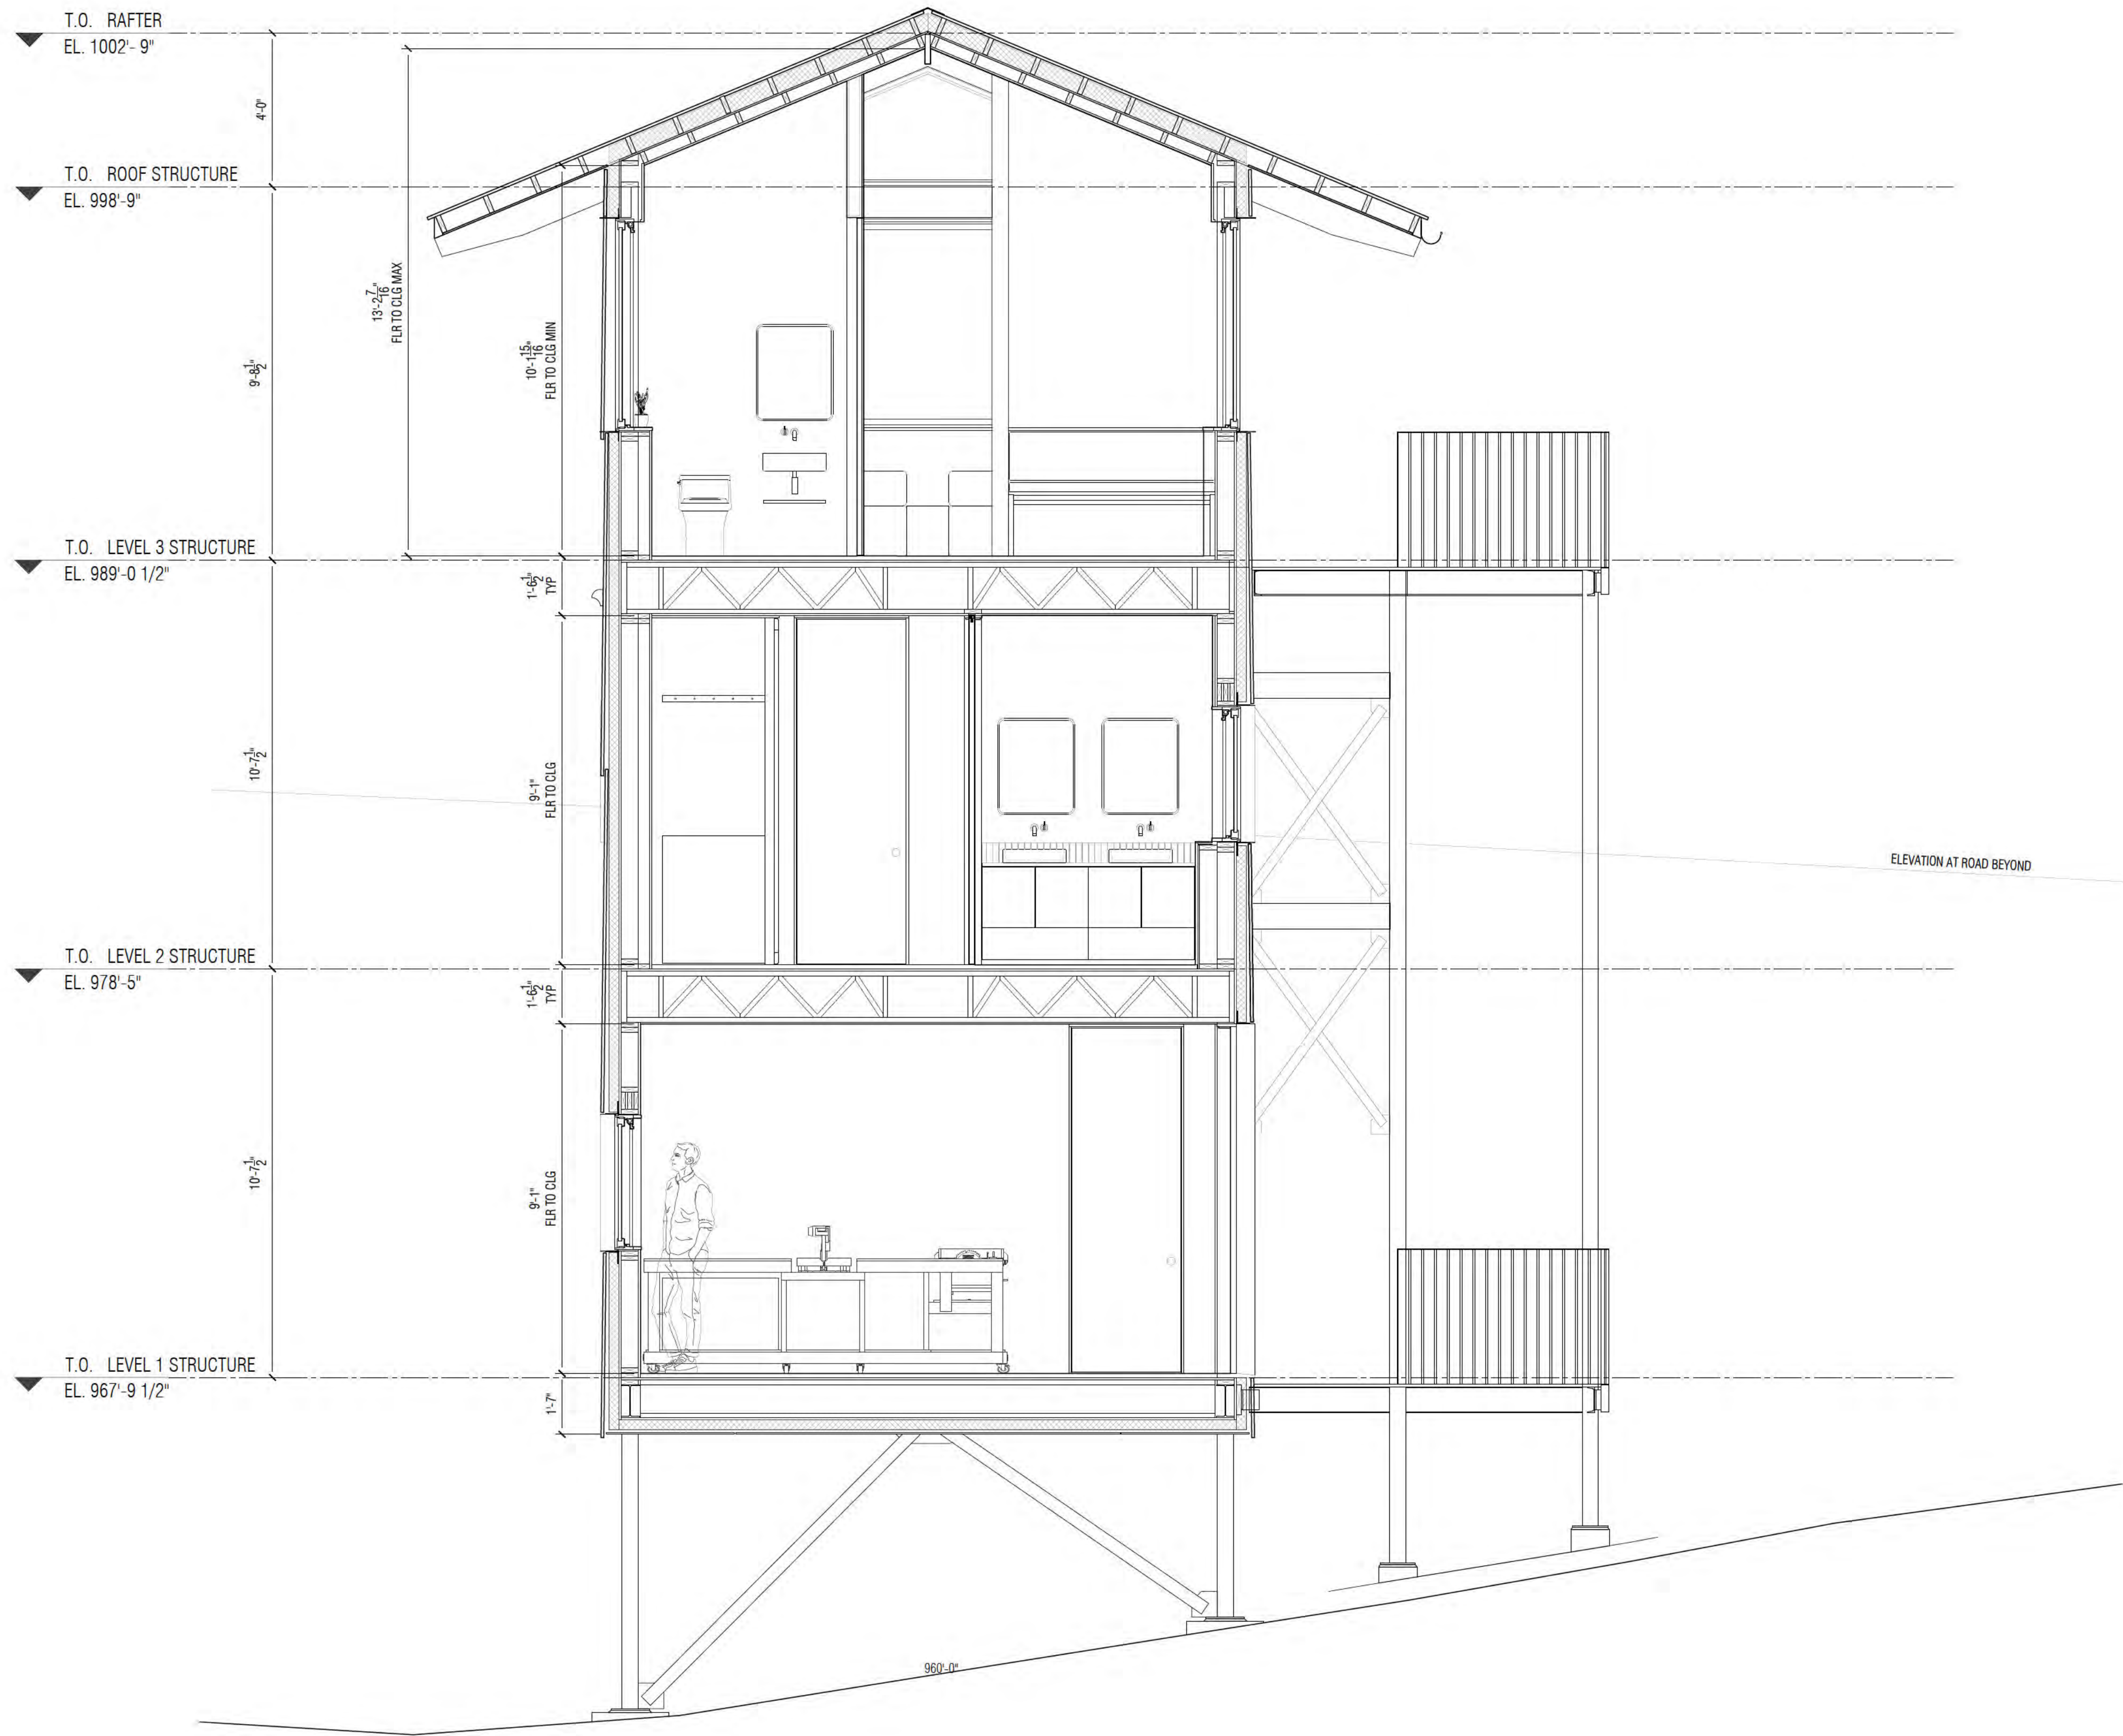 T.O. RAFTER
EL. 1002'- 9"
4'-0"
T.O. ROOF STRUCTURE
EL. 998'-9"
13'-2 7/16"
FLR TO CLG MAX
10'-1 15/16"
FLR TO CLG MIN
9'-8 1/2"
T.O. LEVEL 3 STRUCTURE
EL. 989'-0 1/2"
1'-6 1/2"
TYP
10'-7 1/2"
9'-1"
FLR TO CLG
ELEVATION AT ROAD BEYOND
T.O. LEVEL 2 STRUCTURE
EL. 978'-5"
1'-6 1/2"
TYP
10'-7 1/2"
9'-1"
FLR TO CLG
T.O. LEVEL 1 STRUCTURE
EL. 967'-9 1/2"
1'-7"
960'-0"